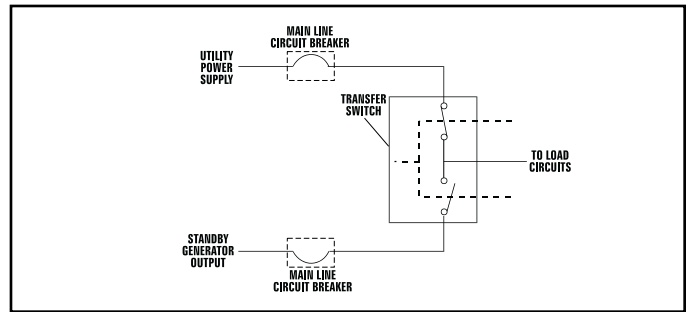 MAIN LINE
CIRCUIT BREAKER
UTILITY
POWER
SUPPLY
TRANSFER
SWITCH
TO LOAD
CIRCUITS
STANDBY
GENERATOR
OUTPUT
MAIN LINE
CIRCUIT BREAKER